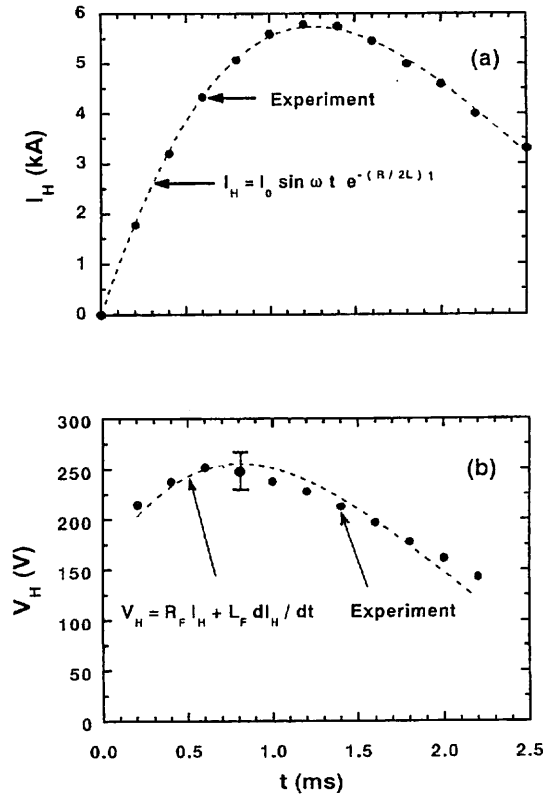 6
(a)
5
Experiment
4
I_H (kA)
3
I_H = I_o sin ω t e^-(R/2L) t
2
1
0
300
(b)
250
200
V_H (V)
150
V_H = R_F I_H + L_F dI_H / dt
Experiment
100
50
0
0.0 0.5 1.0 1.5 2.0 2.5
t (ms)